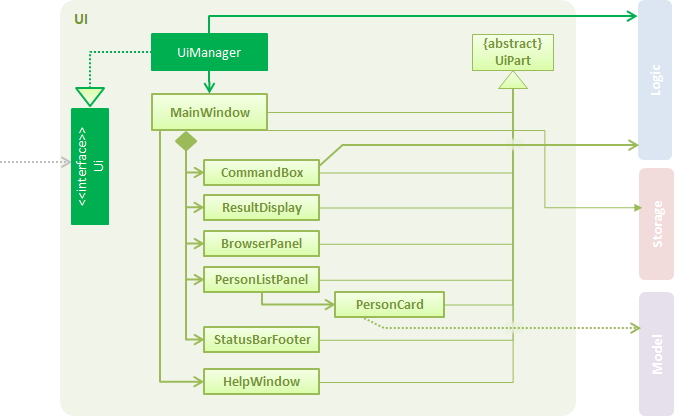 UI
UiManager
{abstract}
UiPart
Logic
MainWindow
<<interface>>
Ui
CommandBox
ResultDisplay
Storage
BrowserPanel
PersonListPanel
PersonCard
StatusBarFooter
Model
HelpWindow